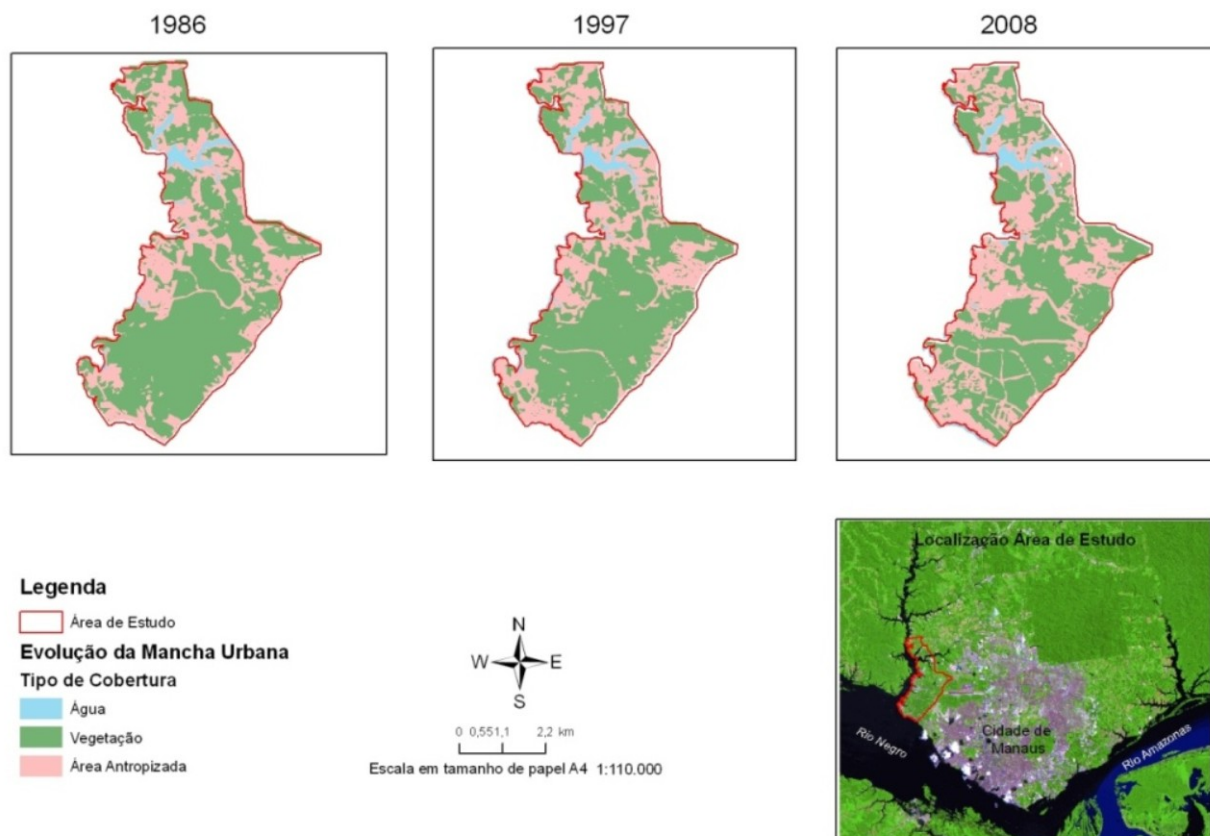 1986
1997
2008
Legenda
Área de Estudo
Evolução da Mancha Urbana
Tipo de Cobertura
Água
Vegetação
Área Antropizada
N
W E
S
0 0,551,1 2,2 km
Escala em tamanho de papel A4 1:110.000
Localização Área de Estudo
Cidade de
Manaus
Rio Negro
Rio Amazonas